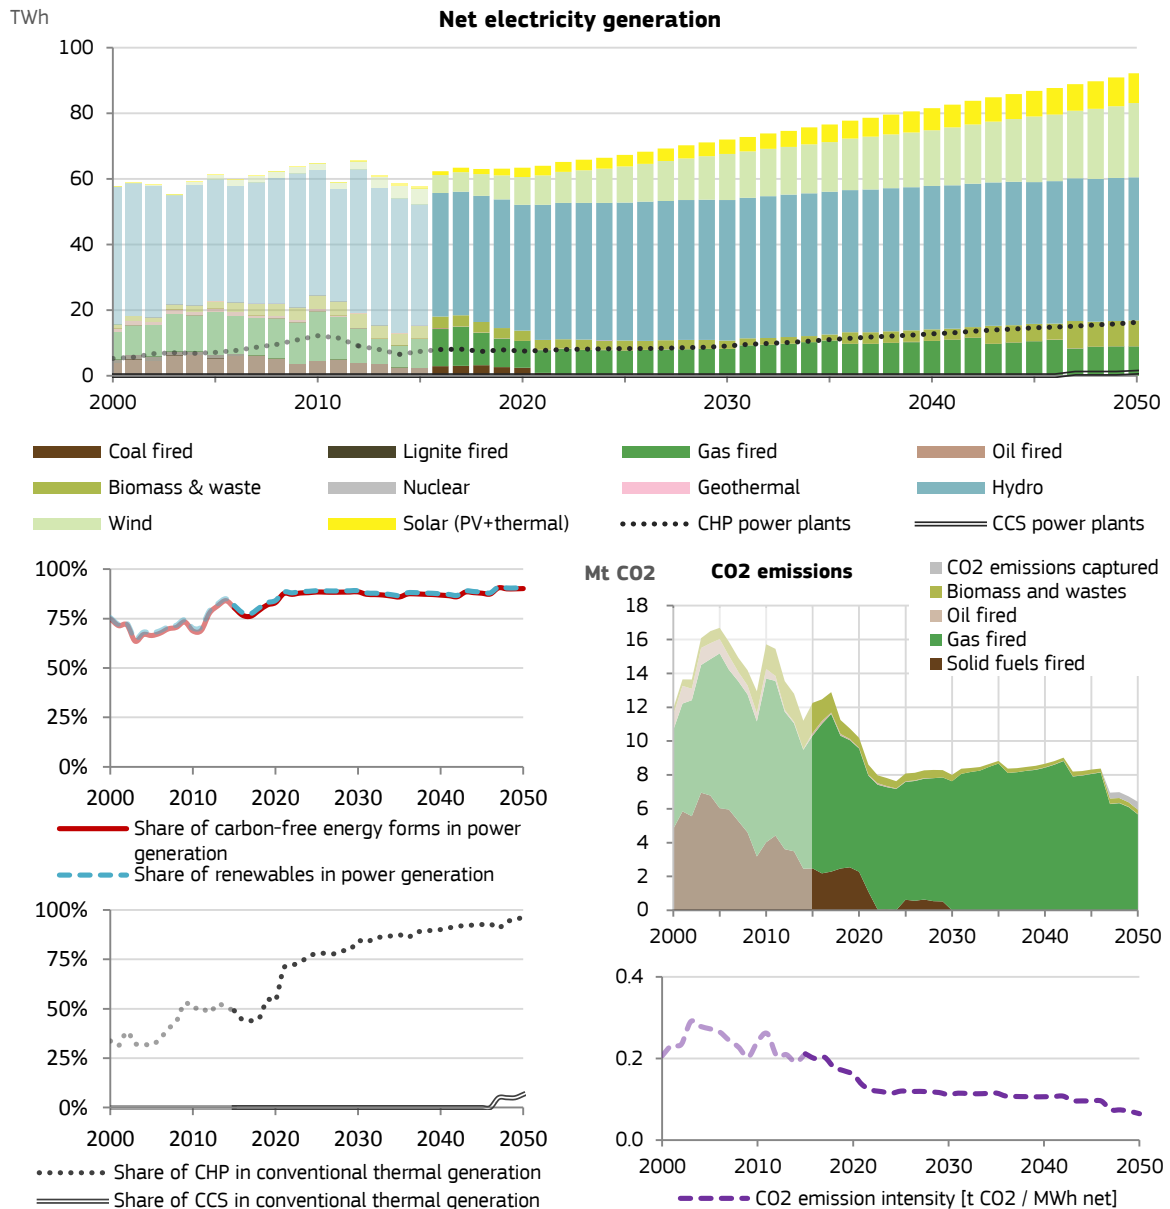 TWh
Net electricity generation
100
80
60
40
20
0
2000 2010 2020 2030 2040 2050
Coal fired Lignite fired Gas fired Oil fired
Biomass & waste Nuclear Geothermal Hydro
Wind Solar (PV+thermal) CHP power plants CCS power plants
100%
75%
50%
25%
0%
2000 2010 2020 2030 2040 2050
Share of carbon-free energy forms in power
generation
Share of renewables in power generation
Mt CO2 CO2 emissions
CO2 emissions captured
Biomass and wastes
Oil fired
Gas fired
Solid fuels fired
18
16
14
12
10
8
6
4
2
0
2000 2010 2020 2030 2040 2050
100%
75%
50%
25%
0%
2000 2010 2020 2030 2040 2050
Share of CHP in conventional thermal generation
Share of CCS in conventional thermal generation
0.4
0.2
0.0
2000 2010 2020 2030 2040 2050
CO2 emission intensity [t CO2 / MWh net]